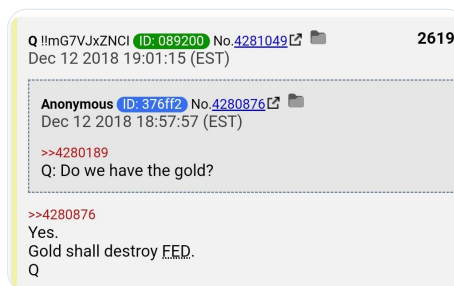 Q !!mG7VJxZNCI ID: 089200 No.4281049 2619
Dec 12 2018 19:01:15 (EST)
Anonymous ID: 376ff2 No.4280876
Dec 12 2018 18:57:57 (EST)
>>4280189
Q: Do we have the gold?
>>4280876
Yes.
Gold shall destroy FED.
Q